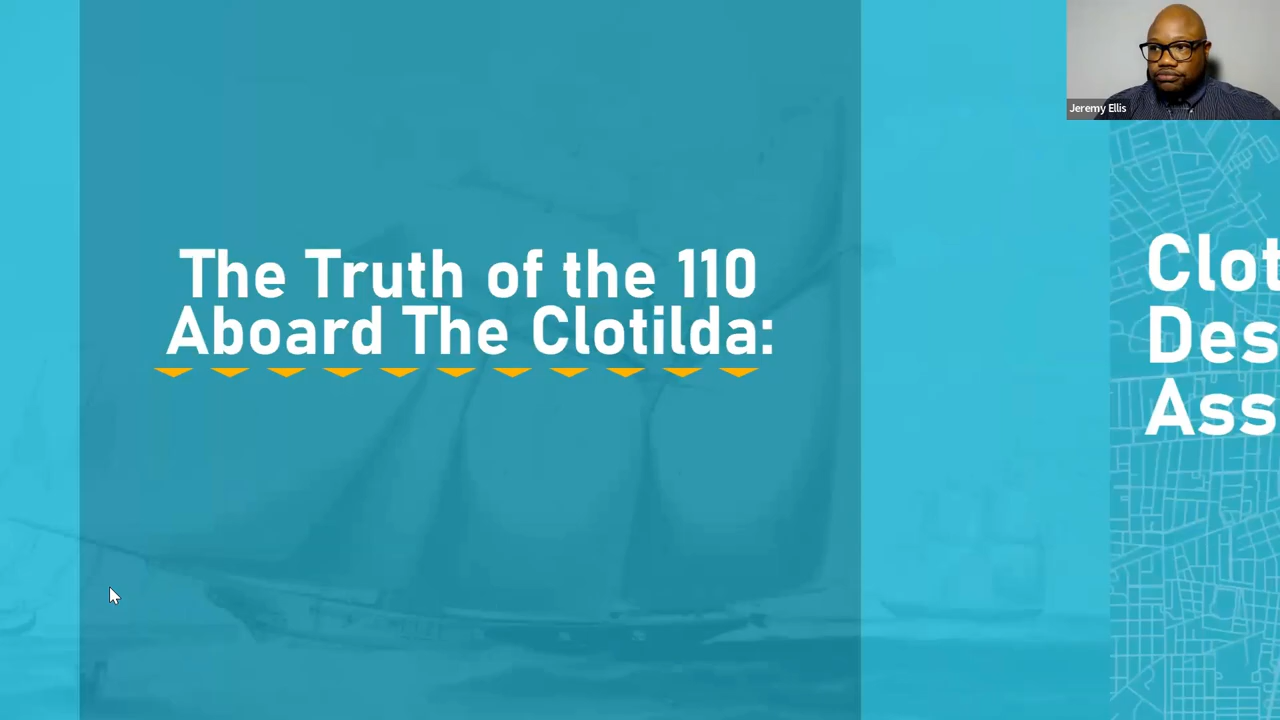 The Truth of the 110
Aboard The Clotilda:
Jeremy Ellis
Clot
Des
Ass